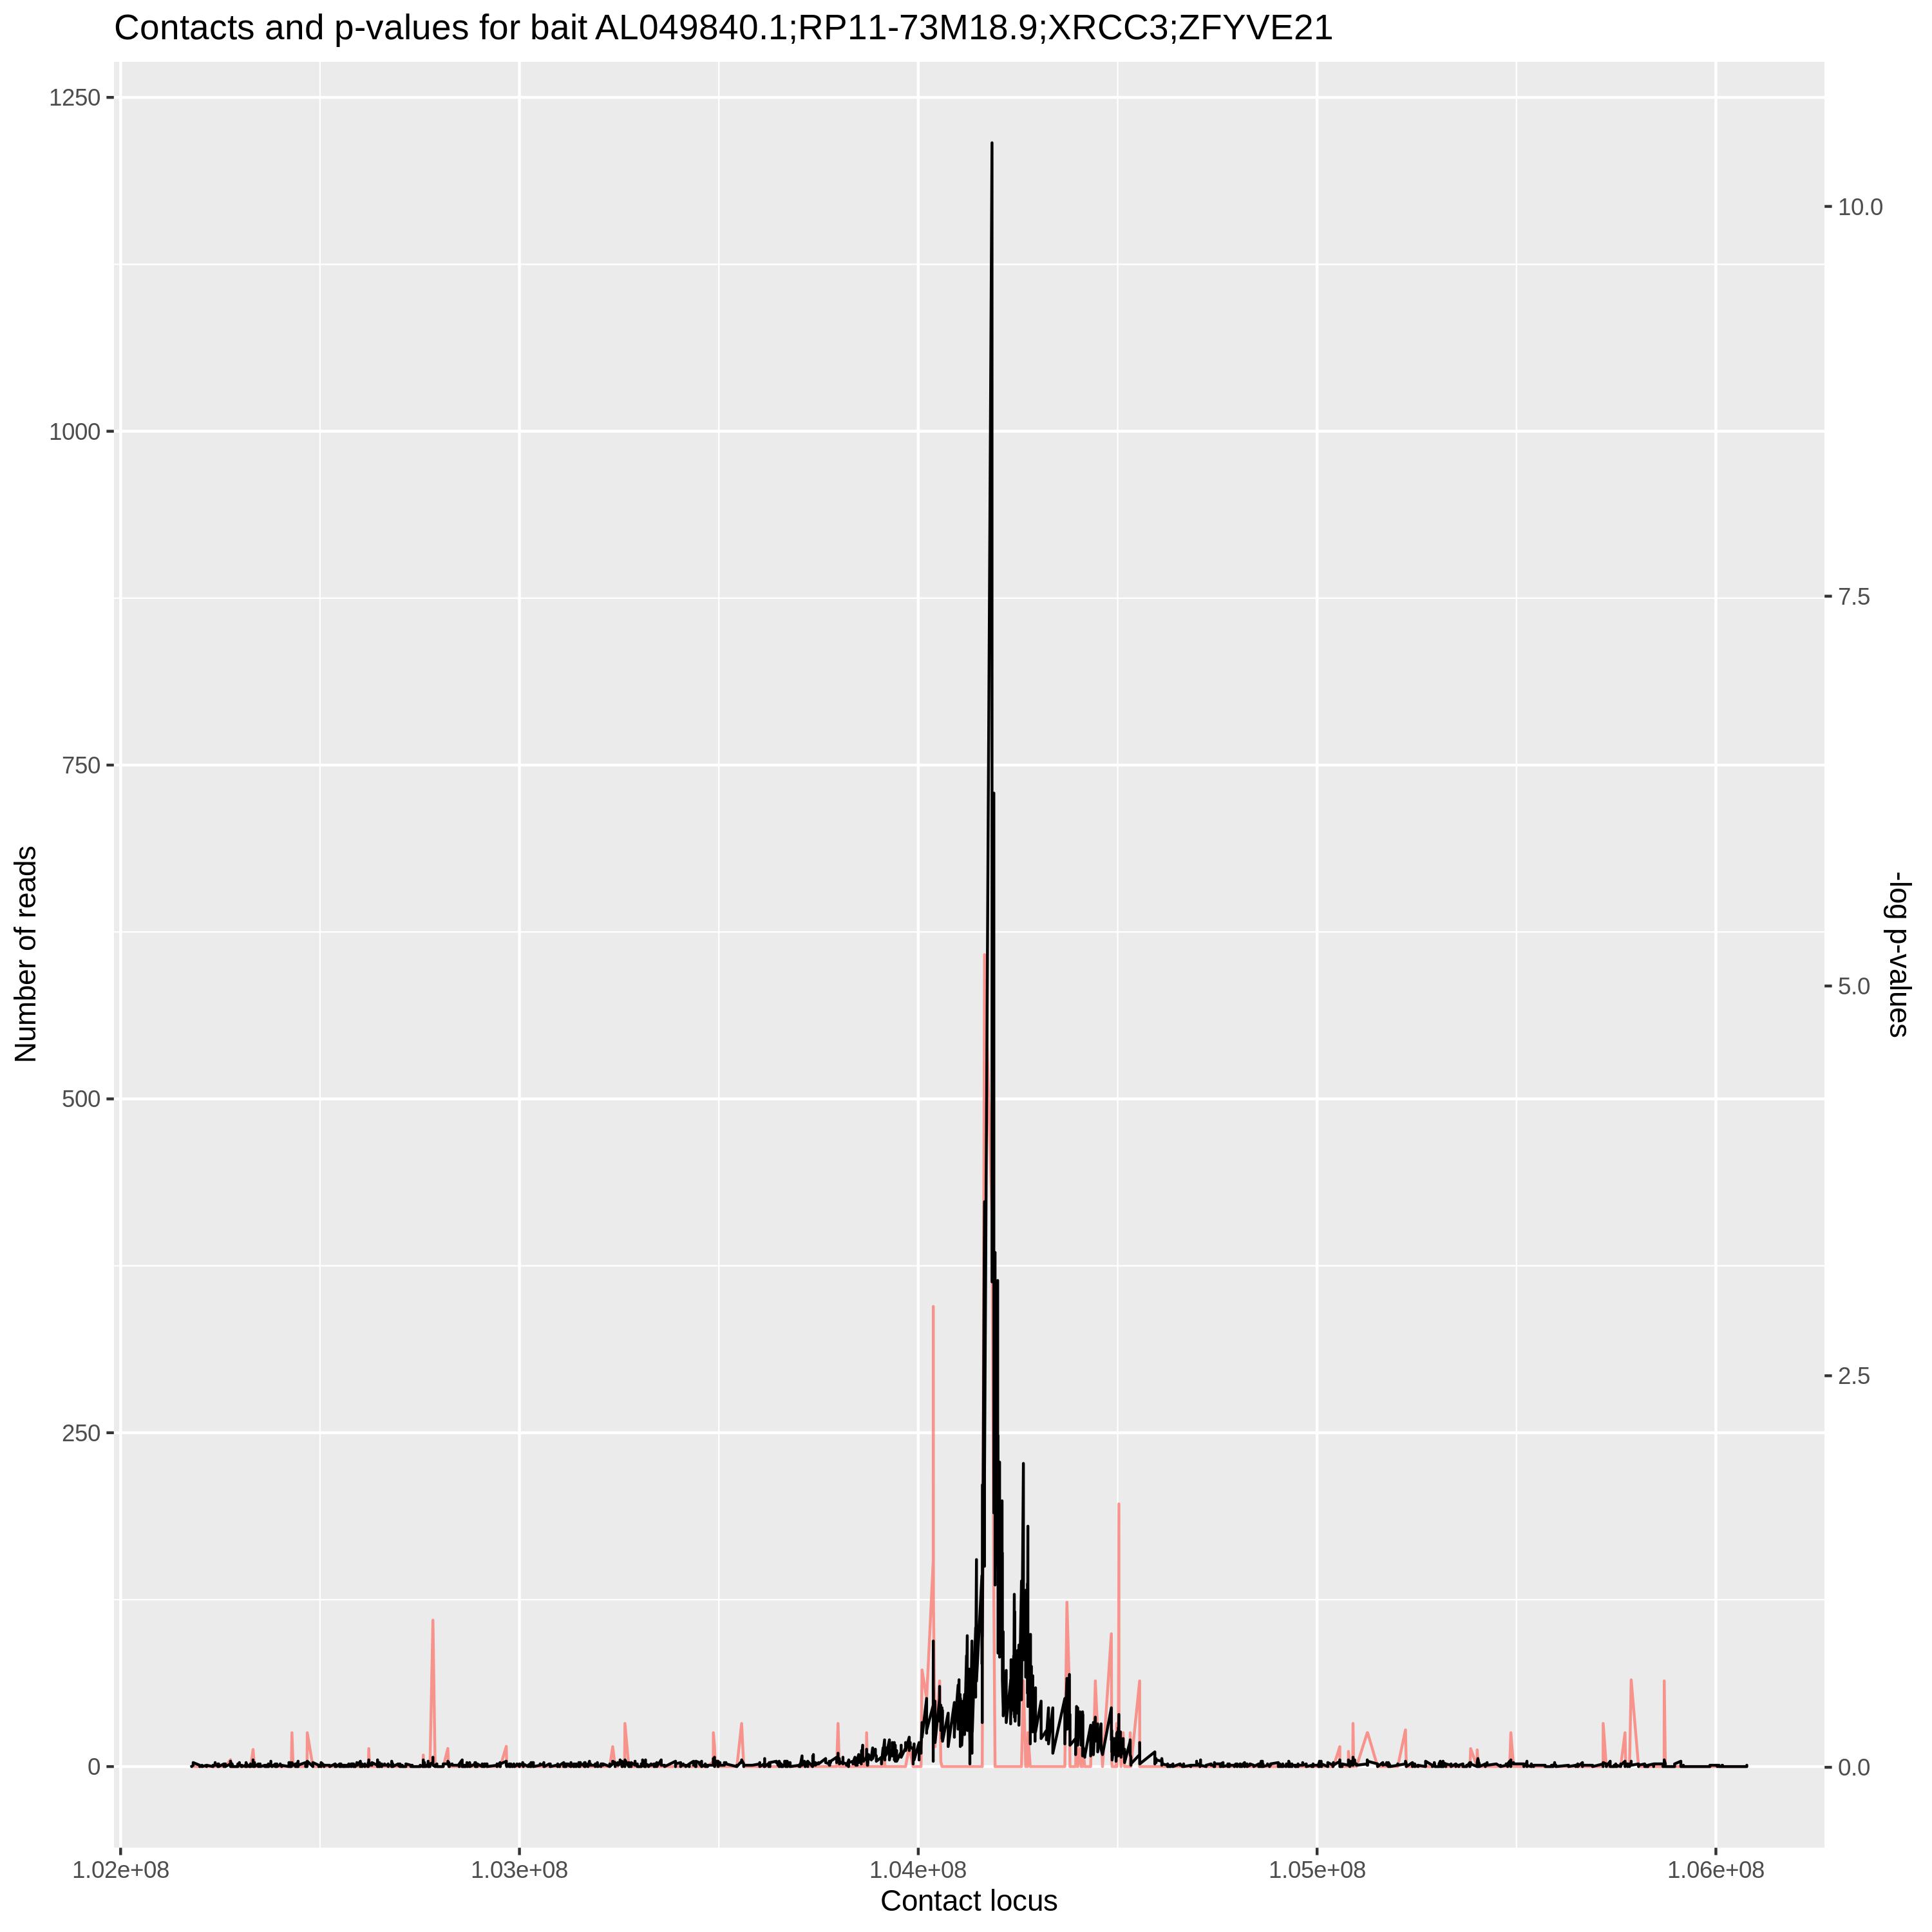 Contacts and p-values for bait AL049840.1;RP11-73M18.9;XRCC3;ZFYVE21
1250
1000
750
500
250
0
Number of reads
10.0
7.5
5.0
2.5
0.0
-log p-values
1.02e+08
1.03e+08
1.04e+08
1.05e+08
1.06e+08
Contact locus